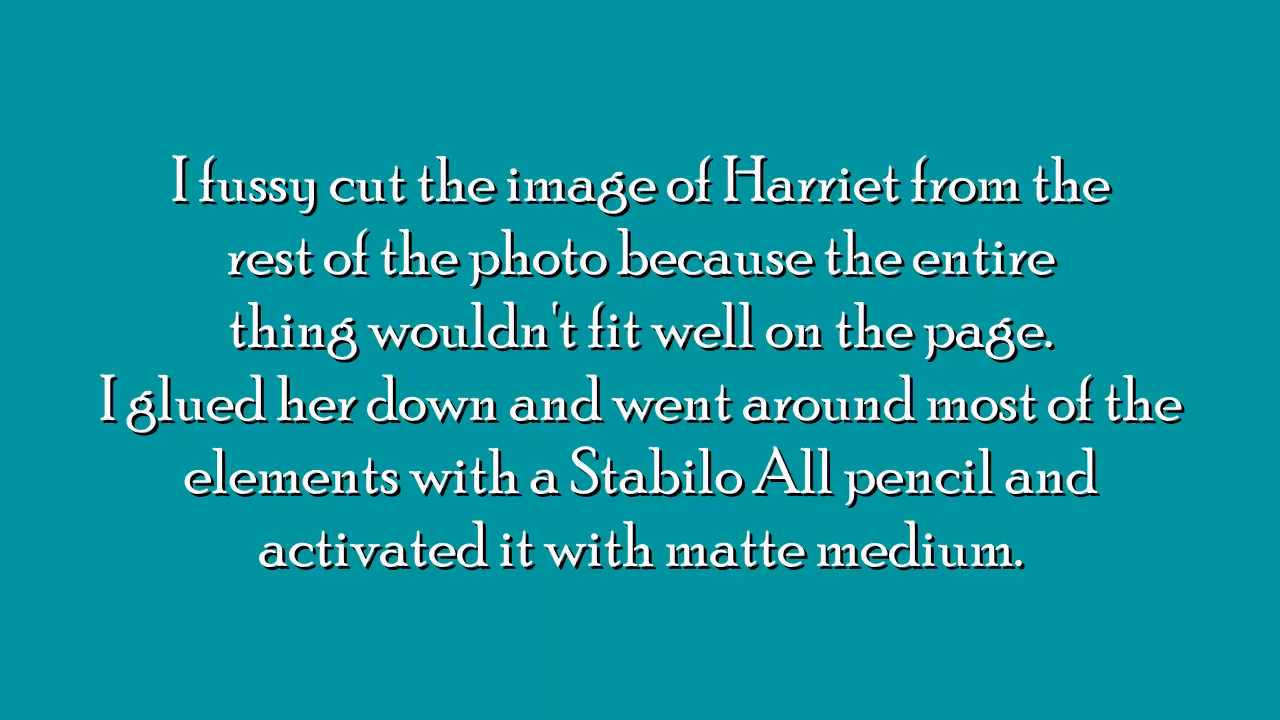 I fussy cut the image of Harriet from the
rest of the photo because the entire
thing wouldn't fit well on the page.
I glued her down and went around most of the
elements with a Stabilo All pencil and
activated it with matte medium.